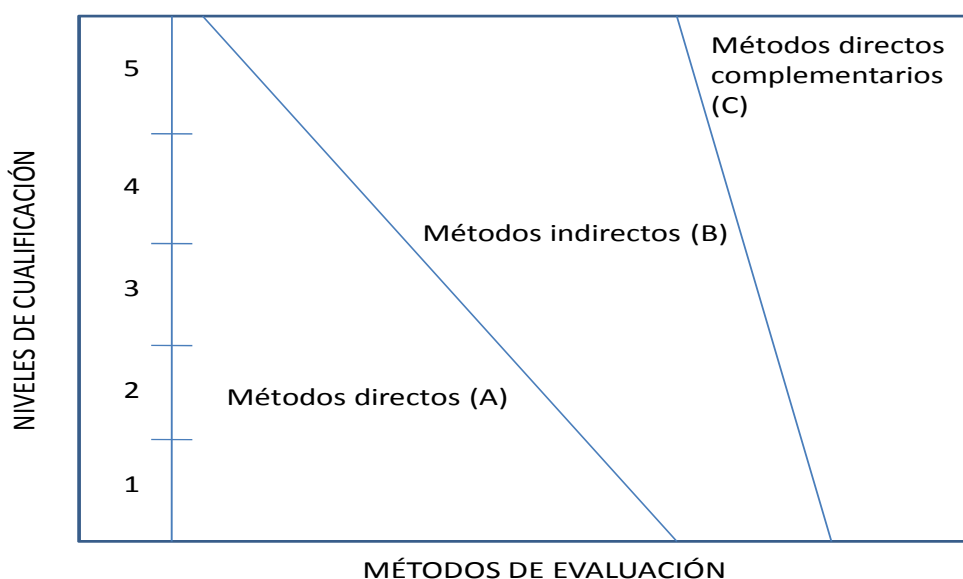 Métodos directos
complementarios
(C)
5
4
Métodos indirectos (B)
3
2
Métodos directos (A)
1
NIVELES DE CUALIFICACIÓN
MÉTODOS DE EVALUACIÓN